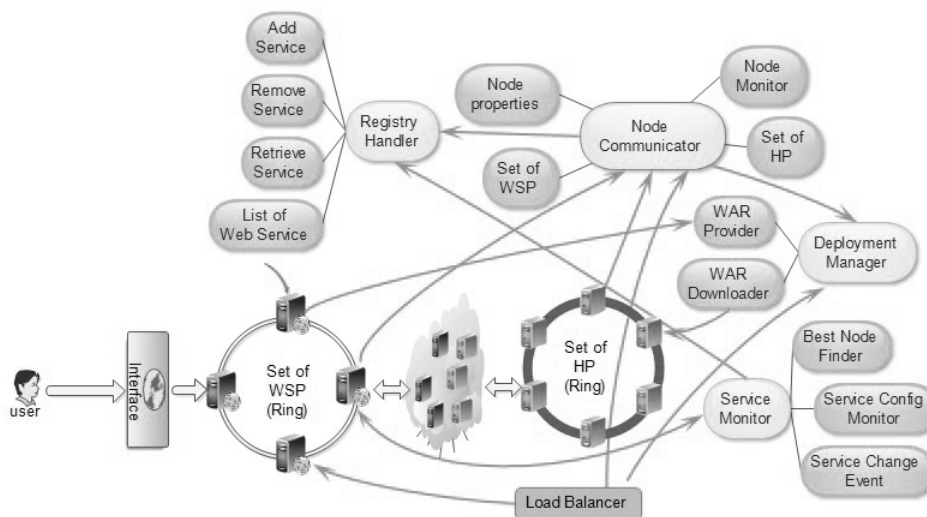 Add
Service
Remove
Service
Retrieve
Service
List of
Web Service
Registry
Handler
Node
properties
Set of
WSP
Node
Communicator
Node
Monitor
Set of
HP
WAR
Provider
WAR
Downloader
Deployment
Manager
user
Interface
Set of
WSP
(Ring)
Set of
HP
(Ring)
Service
Monitor
Best Node
Finder
Service Config
Monitor
Service Change
Event
Load Balancer